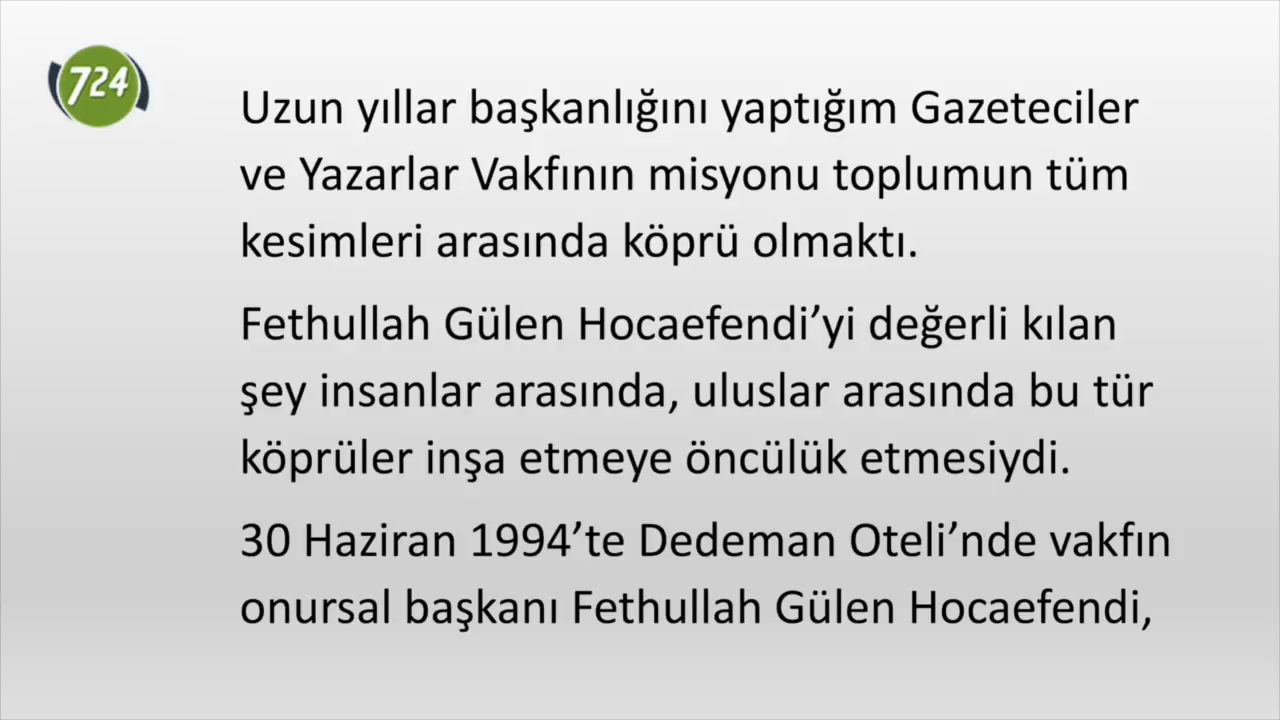 724
Uzun yıllar başkanlığını yaptığım Gazeteciler
ve Yazarlar Vakfının misyonu toplumun tüm
kesimleri arasında köprü olmaktı.
Fethullah Gülen Hocaefendi’yi değerli kılan
şey insanlar arasında, uluslar arasında bu tür
köprüler inşa etmeye öncülük etmesiydi.
30 Haziran 1994’te Dedeman Oteli’nde vakfın
onursal başkanı Fethullah Gülen Hocaefendi,